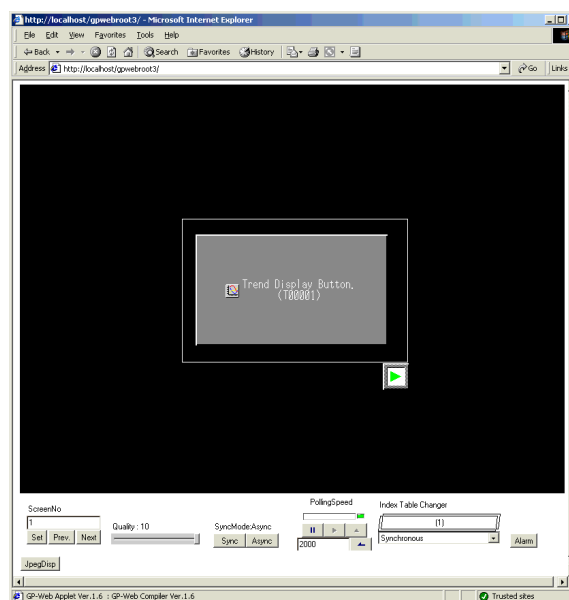 http://localhost/gpwebroot3/ - Microsoft Internet Explorer
File Edit View Favorites Tools Help
Back Search Favorites History
Address http://localhost/gpwebroot3/ Go Links
Trend Display Button.
(T00001)
PollingSpeed Index Table Changer
ScreenNo
1 (1)
Quality : 10 SyncMode:Async
Set Prev. Next Sync Async 2000 Synchronous Alarm
JpegDisp
GP-Web Applet Ver.1.6 : GP-Web Compiler Ver.1.6 Trusted sites